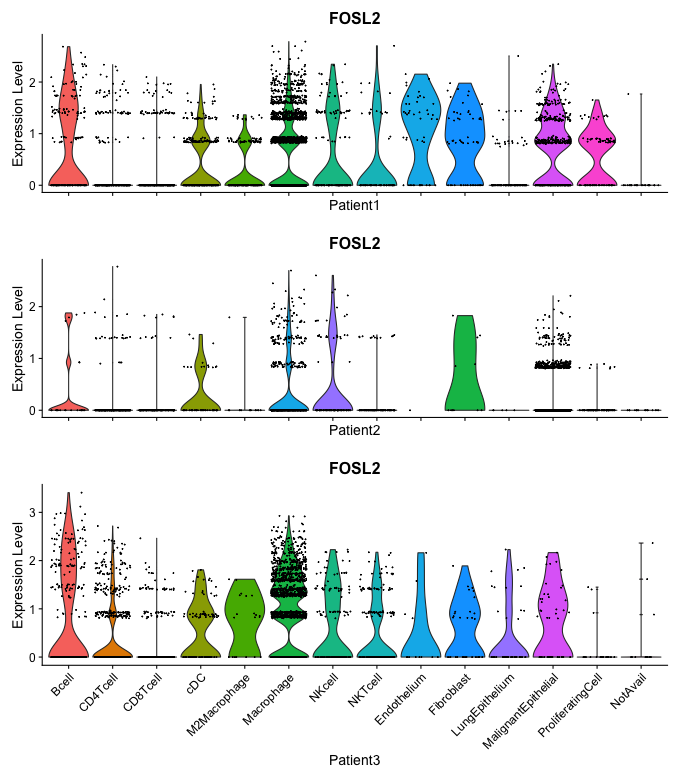 FOSL2
2
1
0
Expression Level
Patient1
FOSL2
2
1
0
Expression Level
Patient2
FOSL2
3
2
1
0
Expression Level
Bcell
CD4Tcell
CD8Tcell
cDC
M2Macrophage
Macrophage
NKcell
NKTcell
Endothelium
Fibroblast
LungEpithelium
MalignantEpithelial
ProliferatingCell
NotAvail
Patient3